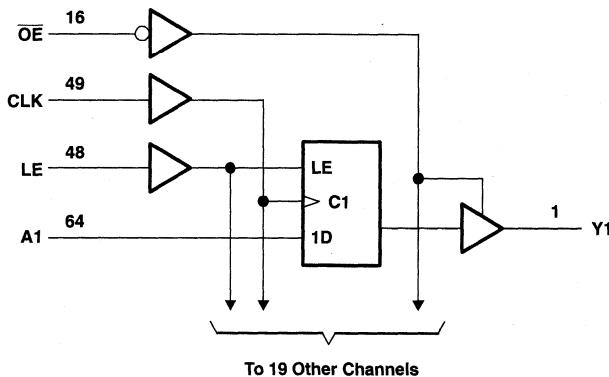 OE 16
CLK 49
LE 48
LE
C1
A1 64
1D
1
Y1
To 19 Other Channels